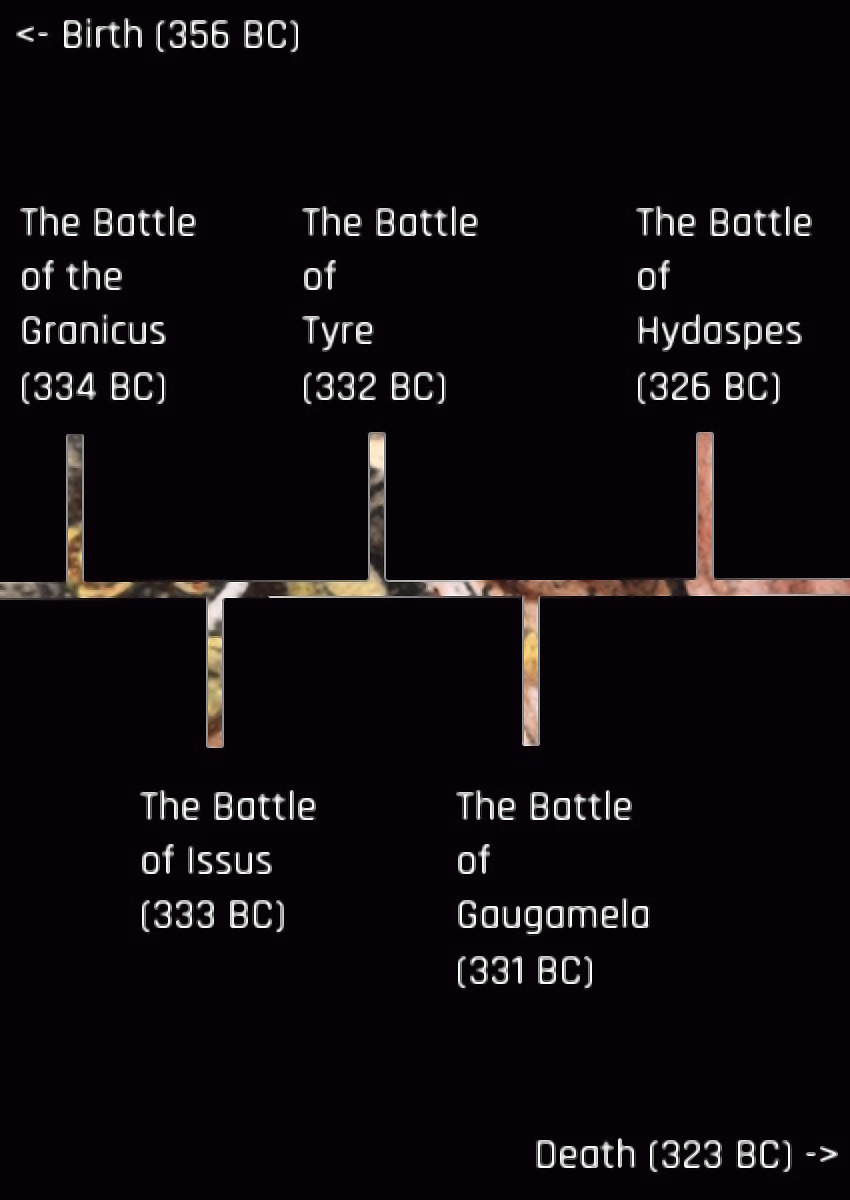 <- Birth (356 BC)
The Battle
of the
Granicus
(334 BC)
The Battle
of
Tyre
(332 BC)
The Battle
of
Hydaspes
(326 BC)
The Battle
of Issus
(333 BC)
The Battle
of
Gaugamela
(331 BC)
Death (323 BC) ->